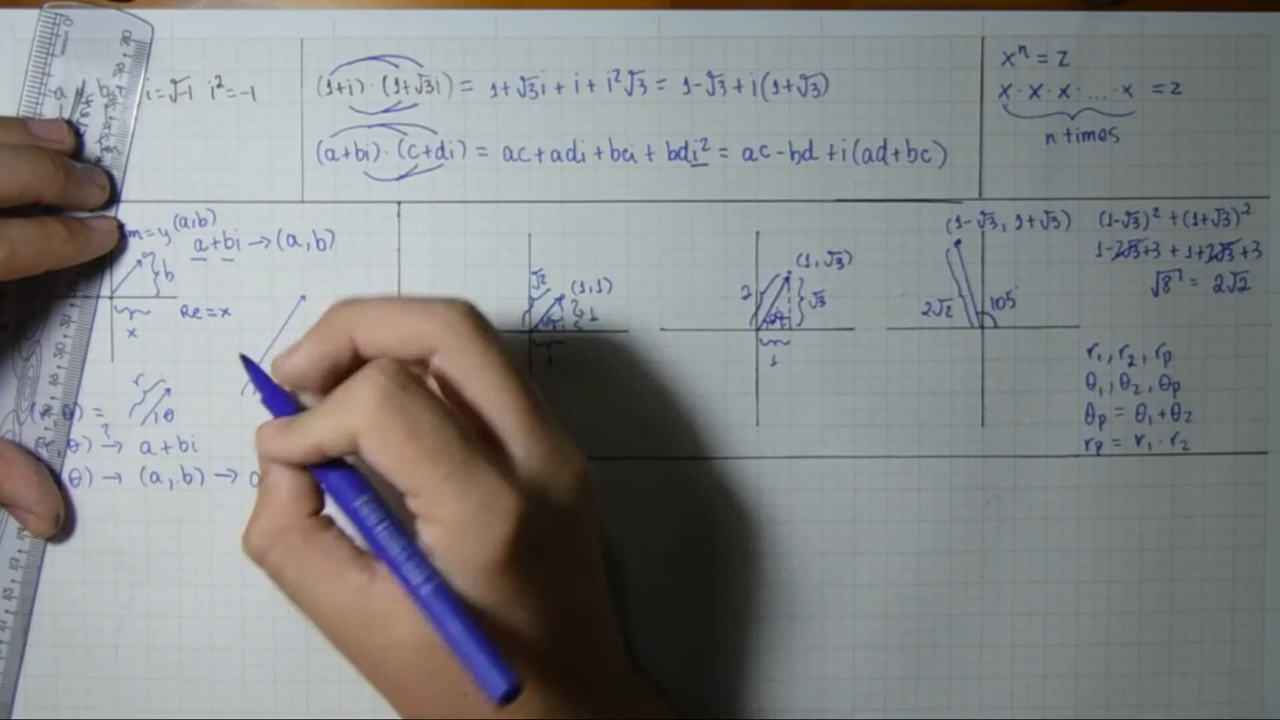 i=√-1 i²=-1
(1+i)·(1+√3i)= 1+√3i+i+i²√3= 1-√3+i(1+√3)
(a+bi)·(c+di)= ac+adi+bci+bdi²= ac-bd+i(ad+bc)
xⁿ=z
x·x·x·...·x =z
n times
m=y (a,b)
a+bi→(a,b)
b
Re=x
x
r
θ
θ) =
θ) →? a+bi
θ) → (a,b) →
√2
(1,1)
1
1
(1,√3)
2
√3
1
(1-√3, 1+√3)
2√2
105°
(1-√3)²+(1+√3)²
1-2√3+3+1+2√3+3
√8 = 2√2
r₁, r₂, rp
θ₁, θ₂, θp
θp = θ₁+θ₂
rp = r₁·r₂